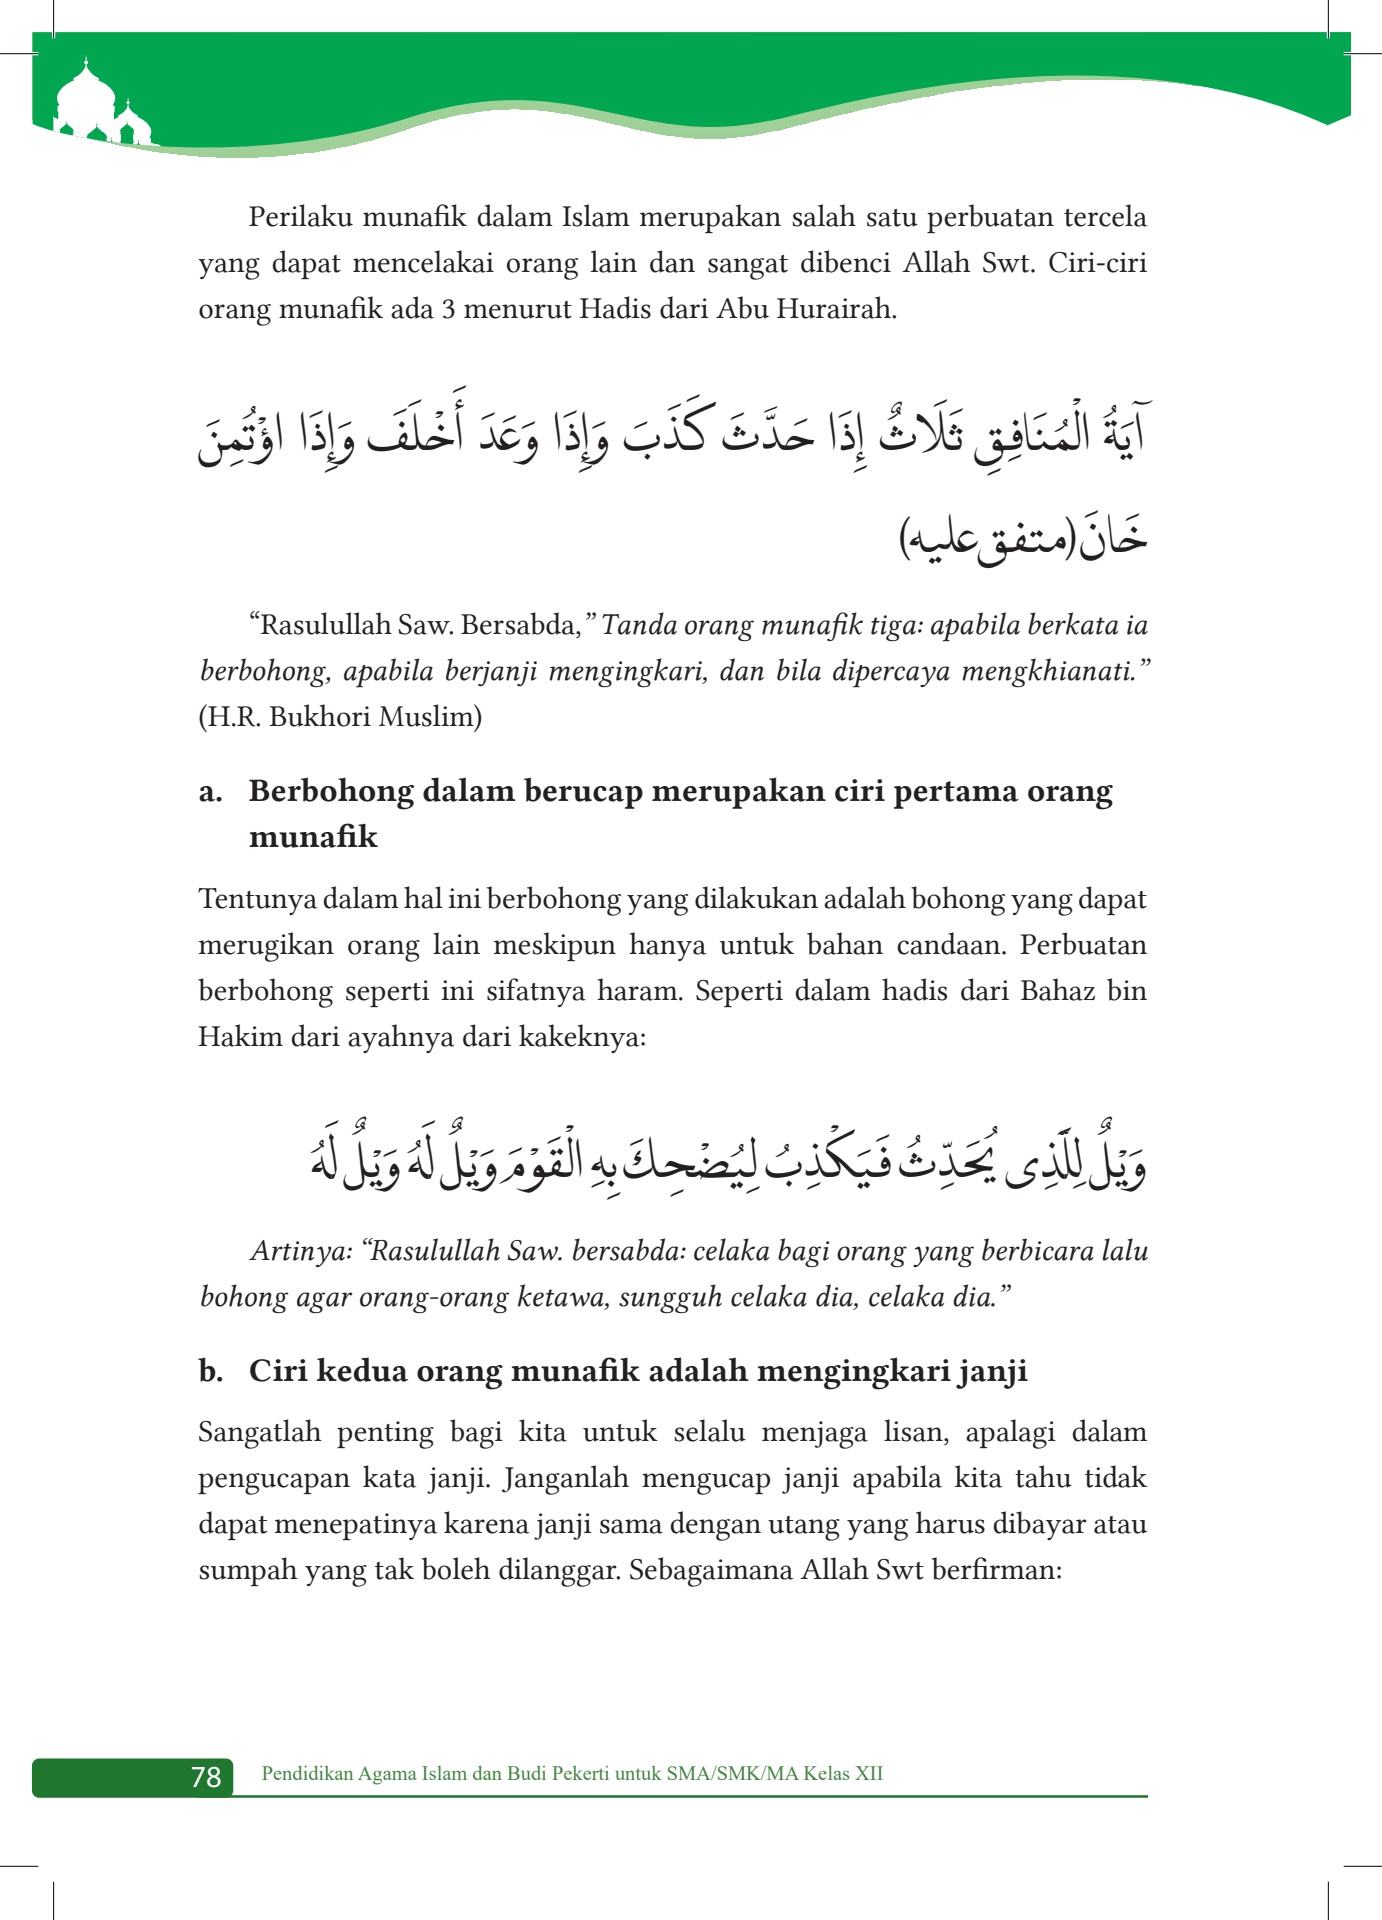 Perilaku munafik dalam Islam merupakan salah satu perbuatan tercela
yang dapat mencelakai orang lain dan sangat dibenci Allah Swt. Ciri-ciri
orang munafik ada 3 menurut Hadis dari Abu Hurairah.
آيَةُ الْمُنَافِقِ ثَلَاثٌ إِذَا حَدَّثَ كَذَبَ وَإِذَا وَعَدَ أَخْلَفَ وَإِذَا اؤْتُمِنَ
خَانَ (متفق عليه)
“Rasulullah Saw. Bersabda,” Tanda orang munafik tiga: apabila berkata ia
berbohong, apabila berjanji mengingkari, dan bila dipercaya mengkhianati.”
(H.R. Bukhori Muslim)
a. Berbohong dalam berucap merupakan ciri pertama orang
munafik
Tentunya dalam hal ini berbohong yang dilakukan adalah bohong yang dapat
merugikan orang lain meskipun hanya untuk bahan candaan. Perbuatan
berbohong seperti ini sifatnya haram. Seperti dalam hadis dari Bahaz bin
Hakim dari ayahnya dari kakeknya:
وَيْلٌ لِلَّذِى يُحَدِّثُ فَيَكْذِبُ لِيُضْحِكَ بِهِ الْقَوْمَ وَيْلٌ لَهُ وَيْلٌ لَهُ
Artinya: “Rasulullah Saw. bersabda: celaka bagi orang yang berbicara lalu
bohong agar orang-orang ketawa, sungguh celaka dia, celaka dia.”
b. Ciri kedua orang munafik adalah mengingkari janji
Sangatlah penting bagi kita untuk selalu menjaga lisan, apalagi dalam
pengucapan kata janji. Janganlah mengucap janji apabila kita tahu tidak
dapat menepatinya karena janji sama dengan utang yang harus dibayar atau
sumpah yang tak boleh dilanggar. Sebagaimana Allah Swt berfirman:
78 Pendidikan Agama Islam dan Budi Pekerti untuk SMA/SMK/MA Kelas XII